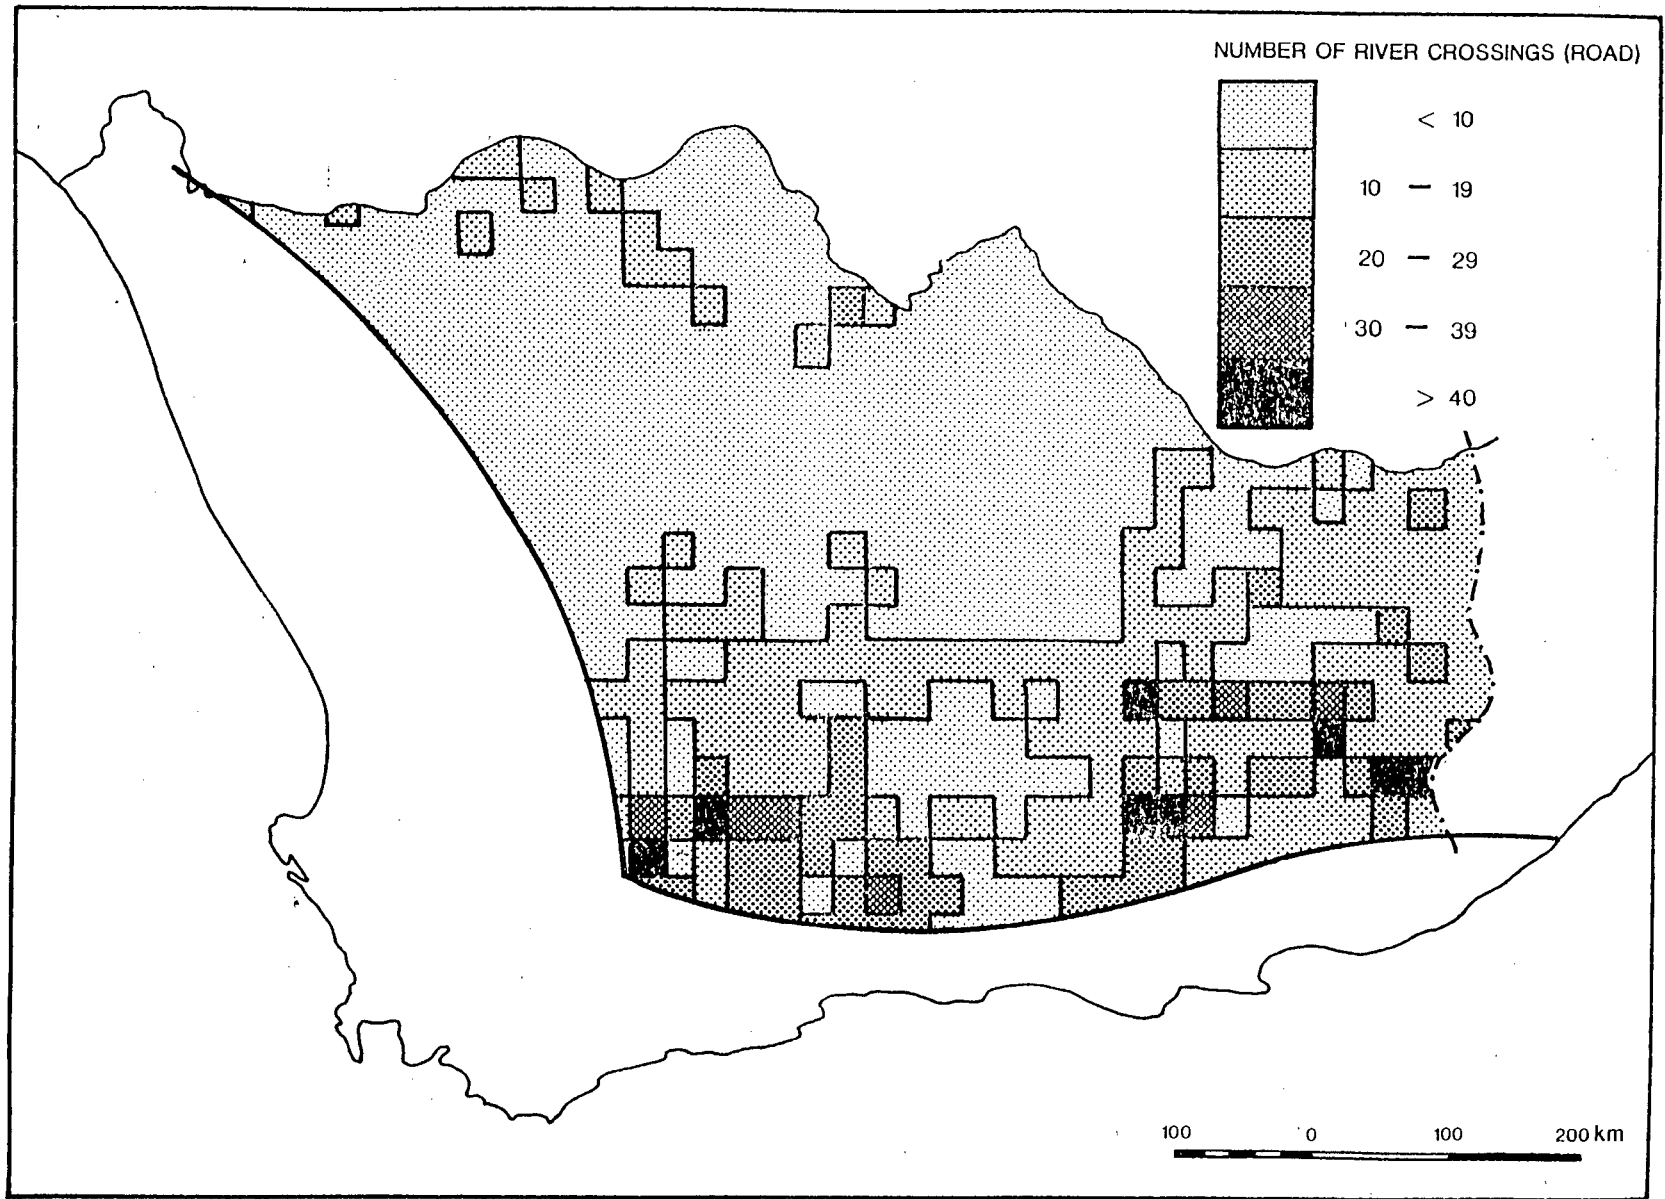 NUMBER OF RIVER CROSSINGS (ROAD)
< 10
10 — 19
20 — 29
30 — 39
> 40
100 0 100 200 km